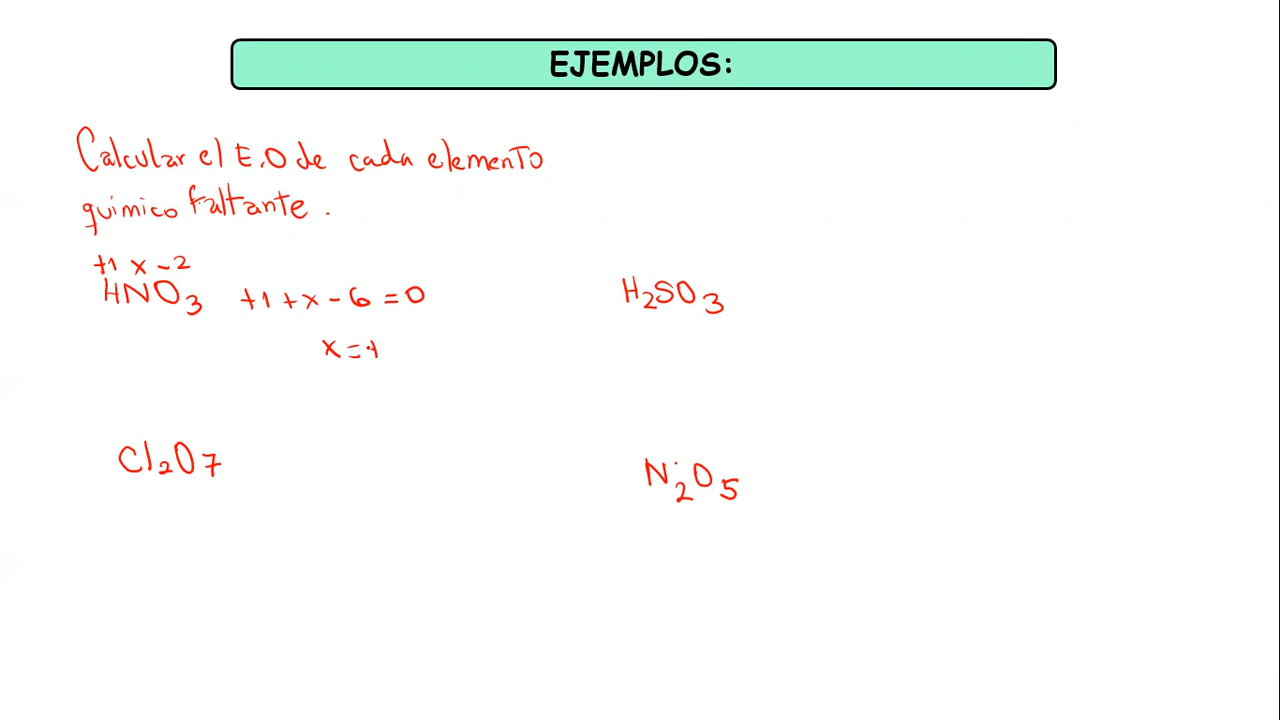 EJEMPLOS:
Calcular el E.O de cada elemento
químico faltante.
+1 x -2
HNO3 +1 +x - 6 = 0
H2SO3
x = +
Cl2O7
N2O5